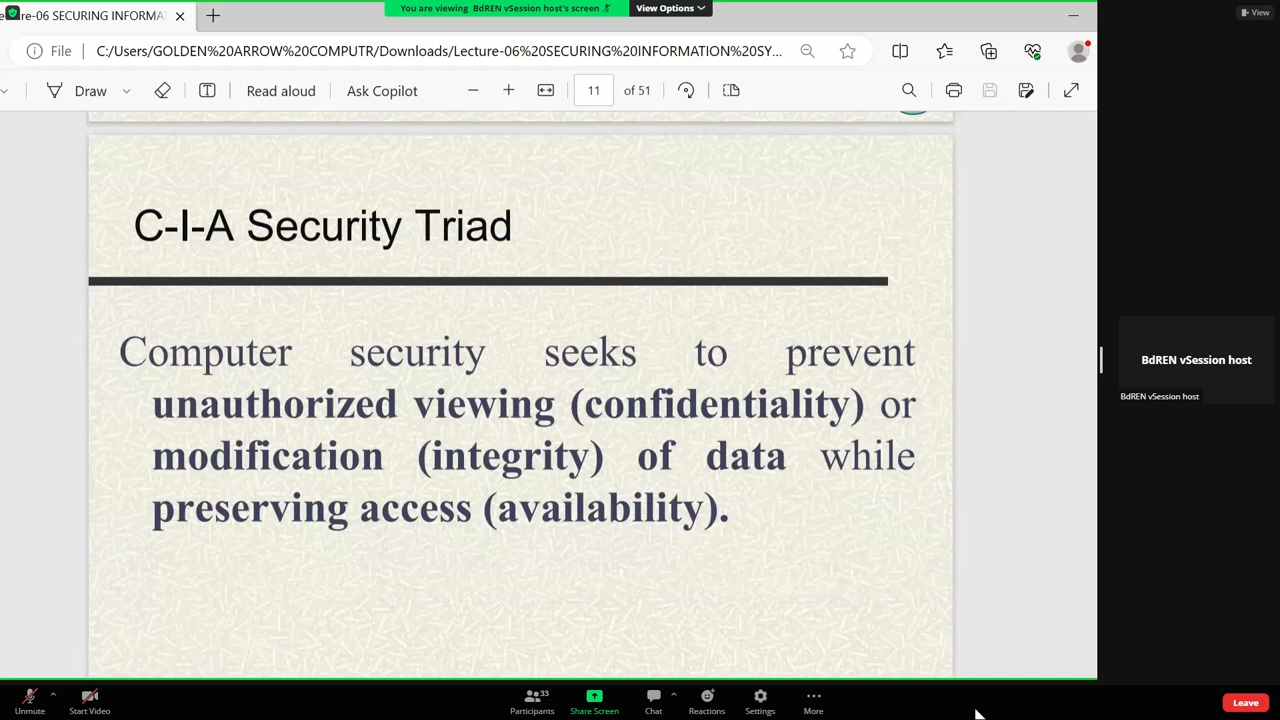 re-06 SECURING INFORMA
You are viewing BdREN vSession host's screen
View Options
View
File
C:/Users/GOLDEN%20ARROW%20COMPUTR/Downloads/Lecture-06%20SECURING%20INFORMATION%20SY...
Draw
Read aloud
Ask Copilot
11
of 51
C-I-A Security Triad
Computer security seeks to prevent
unauthorized viewing (confidentiality) or
modification (integrity) of data while
preserving access (availability).
BdREN vSession host
BdREN vSession host
Unmute
Start Video
33
Participants
Share Screen
Chat
Reactions
Settings
More
Leave